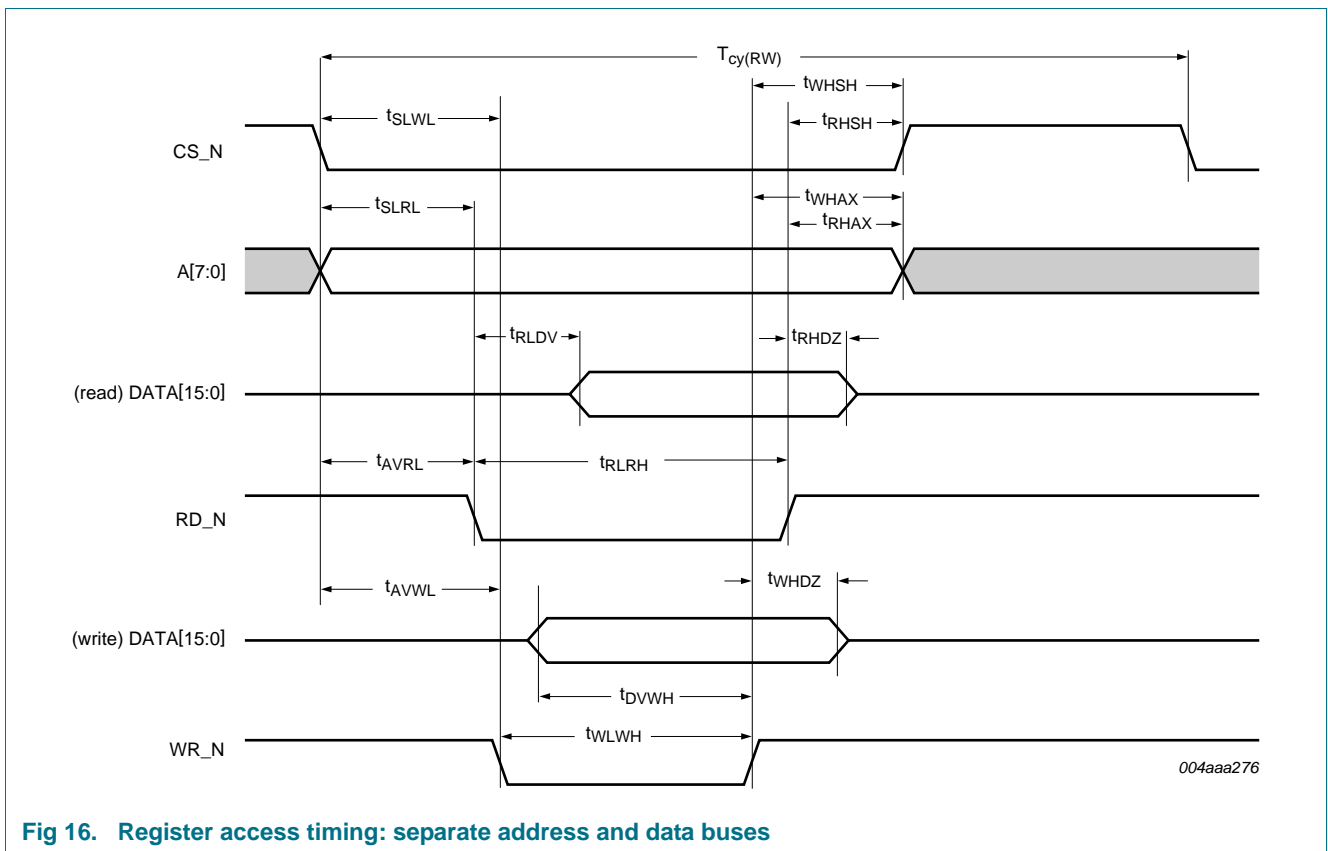 Tcy(RW)
tWHSH
tSLWL
tRHSH
CS_N
tWHAX
tSLRL
tRHAX
A[7:0]
tRLDV
tRHDZ
(read) DATA[15:0]
tAVRL
tRLRH
RD_N
tWHDZ
tAVWL
(write) DATA[15:0]
tDVWH
tWLWH
WR_N
004aaa276
Fig 16. Register access timing: separate address and data buses